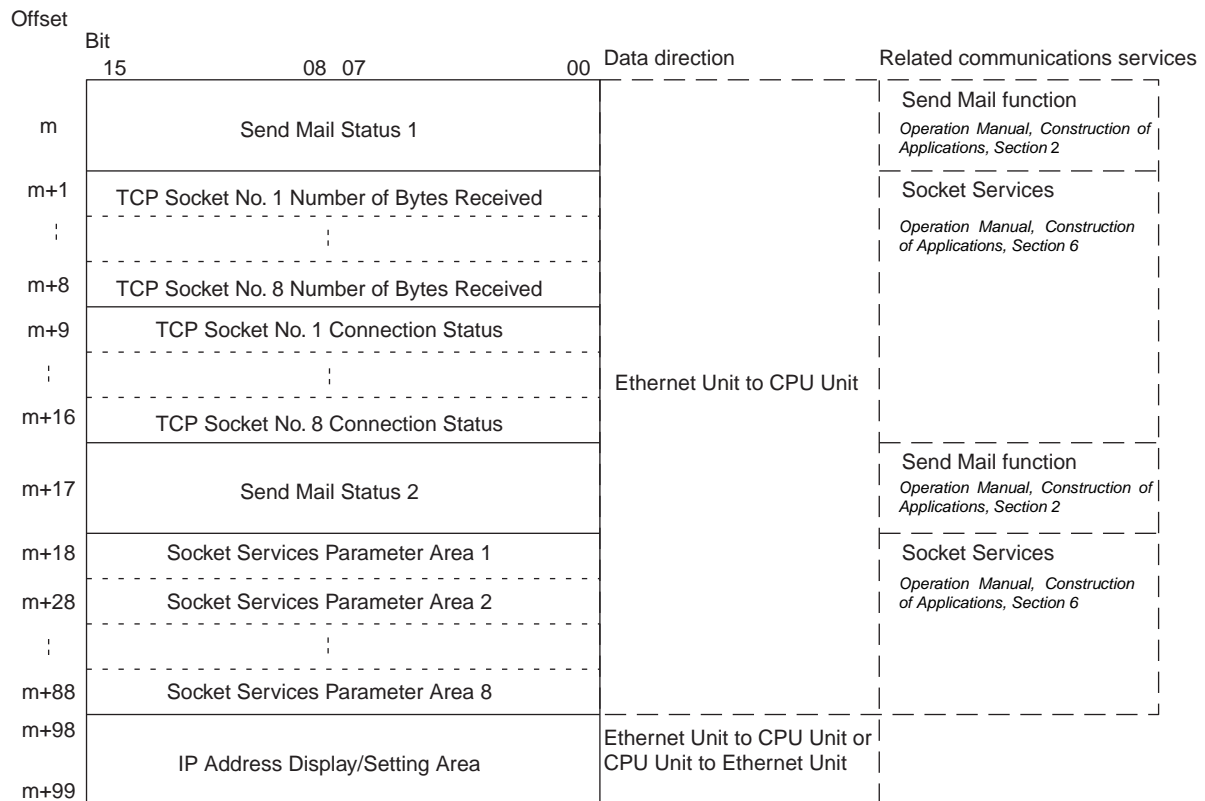 Offset
Bit
15 08 07 00 Data direction Related communications services
m Send Mail Status 1 Send Mail function
Operation Manual, Construction of
Applications, Section 2
m+1 TCP Socket No. 1 Number of Bytes Received Socket Services
Operation Manual, Construction
of Applications, Section 6
m+8 TCP Socket No. 8 Number of Bytes Received
m+9 TCP Socket No. 1 Connection Status
Ethernet Unit to CPU Unit
m+16 TCP Socket No. 8 Connection Status
m+17 Send Mail Status 2 Send Mail function
Operation Manual, Construction of
Applications, Section 2
m+18 Socket Services Parameter Area 1 Socket Services
Operation Manual, Construction
of Applications, Section 6
m+28 Socket Services Parameter Area 2
m+88 Socket Services Parameter Area 8
m+98
IP Address Display/Setting Area Ethernet Unit to CPU Unit or
CPU Unit to Ethernet Unit
m+99